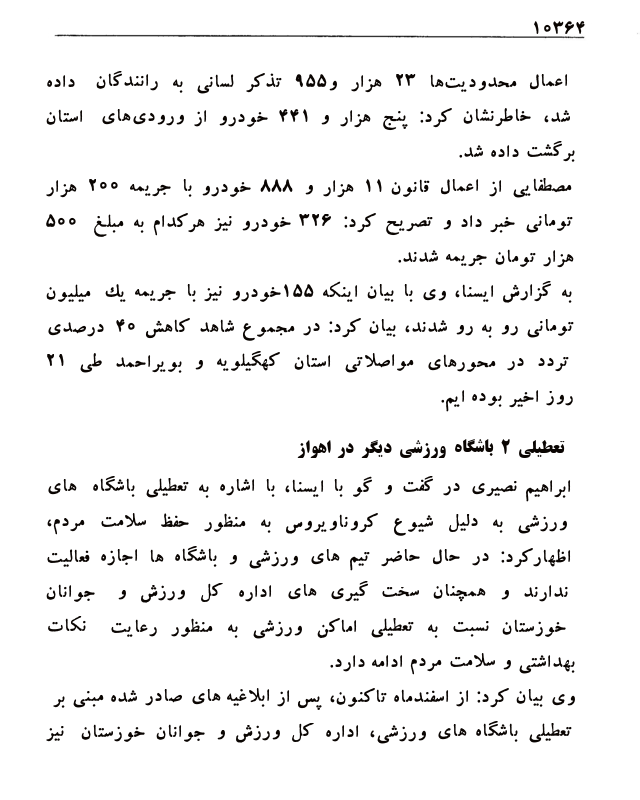 ۱۰۳۶۴
اعمال محدودیت‌ها ۲۳ هزار و۹۵۵ تذکر لسانی به رانندگان داده
شد، خاطرنشان کرد: پنج هزار و ۴۴۱ خودرو از ورودی‌های استان
برگشت داده شد.
مصطفایی از اعمال قانون ۱۱ هزار و ۸۸۸ خودرو با جریمه ۲۰۰ هزار
تومانی خبر داد و تصریح کرد: ۳۲۶ خودرو نیز هرکدام به مبلغ ۵۰۰
هزار تومان جریمه شدند.
به گزارش ایسنا، وی با بیان اینکه ۱۵۵خودرو نیز با جریمه یك میلیون
تومانی رو به رو شدند، بیان کرد: در مجموع شاهد کاهش ۴۰ درصدی
تردد در محورهای مواصلاتی استان کهگیلویه و بویراحمد طی ۲۱
روز اخیر بوده ایم.
تعطیلی ۲ باشگاه ورزشی دیگر در اهواز
ابراهیم نصیری در گفت و گو با ایسنا، با اشاره به تعطیلی باشگاه های
ورزشی به دلیل شیوع کروناویروس به منظور حفظ سلامت مردم،
اظهارکرد: در حال حاضر تیم های ورزشی و باشگاه ها اجازه فعالیت
ندارند و همچنان سخت گیری های اداره کل ورزش و جوانان
خوزستان نسبت به تعطیلی اماکن ورزشی به منظور رعایت نکات
بهداشتی و سلامت مردم ادامه دارد.
وی بیان کرد: از اسفندماه تاکنون، پس از ابلاغیه های صادر شده مبنی بر
تعطیلی باشگاه های ورزشی، اداره کل ورزش و جوانان خوزستان نیز